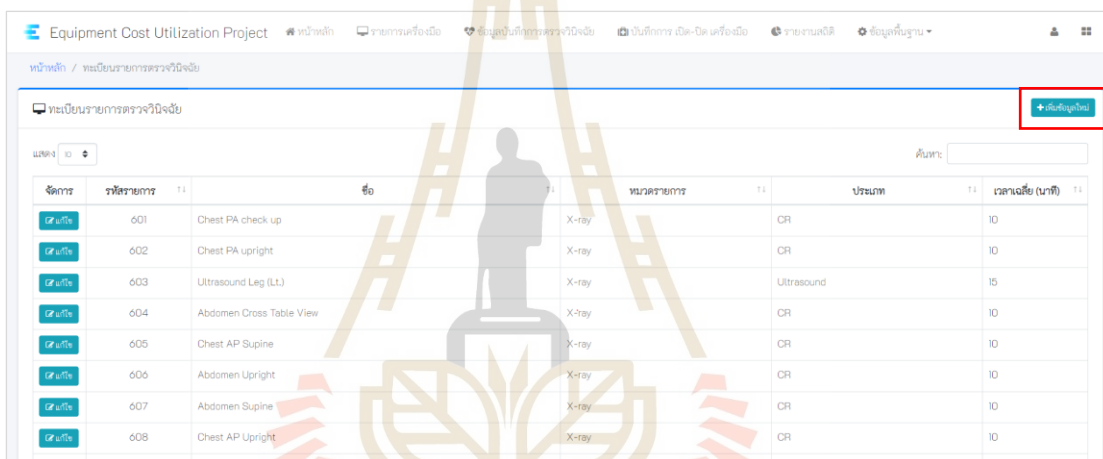 Equipment Cost Utilization Project หน้าหลัก รายการเครื่องมือ ข้อมูลบันทึกการตรวจวินิจฉัย บันทึกการ เปิด-ปิด เครื่องมือ รายงานสถิติ ข้อมูลพื้นฐาน
หน้าหลัก / ทะเบียนรายการตรวจวินิจฉัย
ทะเบียนรายการตรวจวินิจฉัย +เพิ่มข้อมูลใหม่
แสดง 10 ค้นหา:
จัดการ รหัสรายการ ชื่อ หมวดรายการ ประเภท เวลาเฉลี่ย (นาที)
แก้ไข 601 Chest PA check up X-ray CR 10
แก้ไข 602 Chest PA upright X-ray CR 10
แก้ไข 603 Ultrasound Leg (Lt.) X-ray Ultrasound 15
แก้ไข 604 Abdomen Cross Table View X-ray CR 10
แก้ไข 605 Chest AP Supine X-ray CR 10
แก้ไข 606 Abdomen Upright X-ray CR 10
แก้ไข 607 Abdomen Supine X-ray CR 10
แก้ไข 608 Chest AP Upright X-ray CR 10